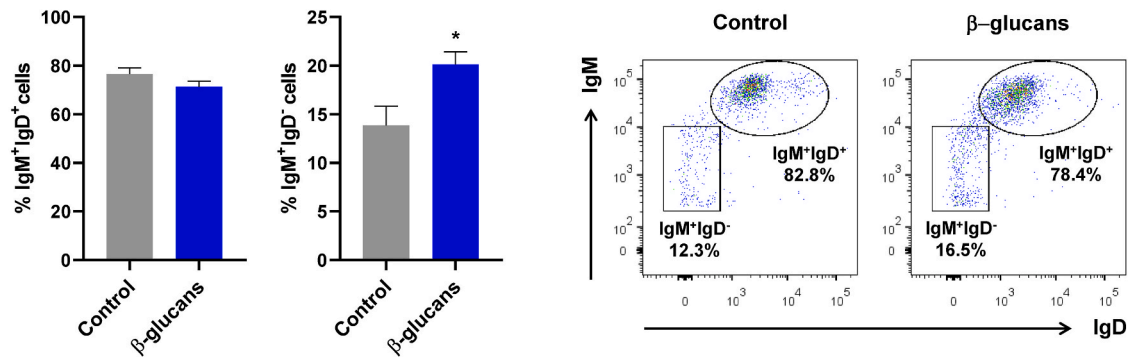 % IgM⁺IgD⁺ cells
100
80
60
40
20
0
Control
β-glucans
% IgM⁺IgD⁻ cells
25
20
15
10
5
0
*
Control
β-glucans
Control
β–glucans
IgM
10⁵
10⁴
10³
10²
0
IgM⁺IgD⁺
82.8%
IgM⁺IgD⁻
12.3%
0
10³
10⁴
10⁵
10⁵
10⁴
10³
10²
0
IgM⁺IgD⁺
78.4%
IgM⁺IgD⁻
16.5%
0
10³
10⁴
10⁵
IgD